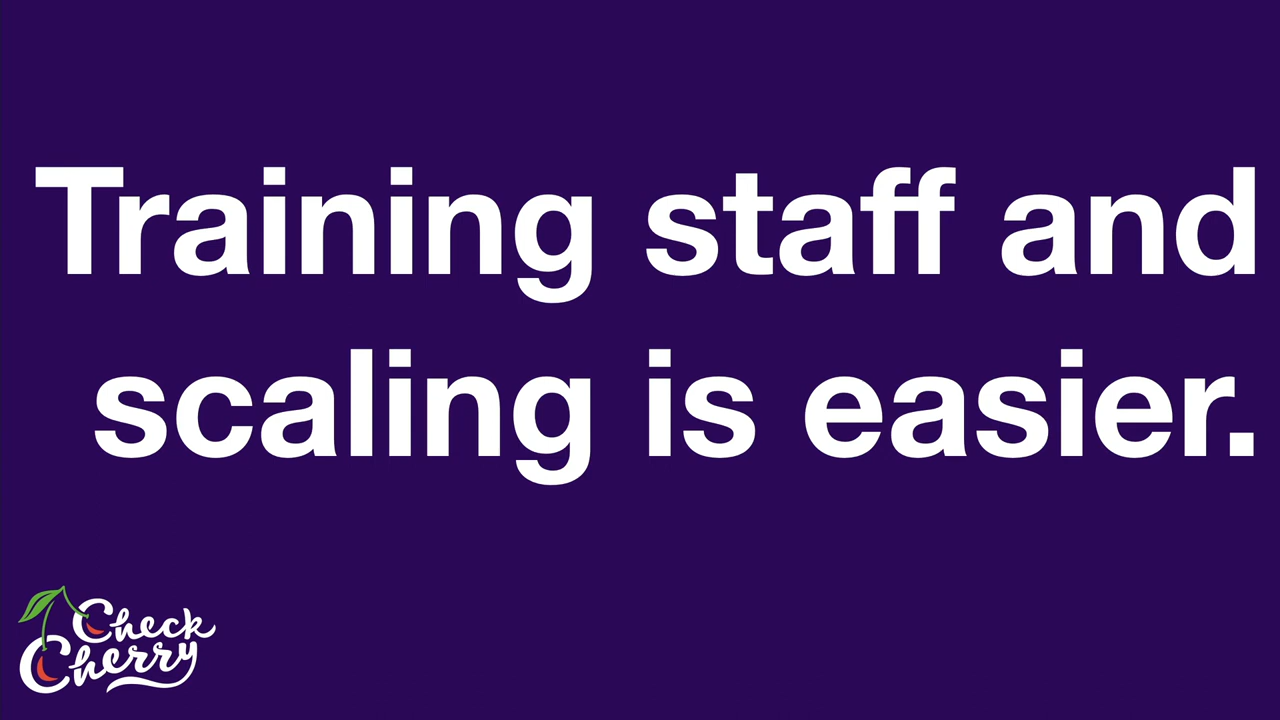 Training staff and
scaling is easier.
Check
Cherry